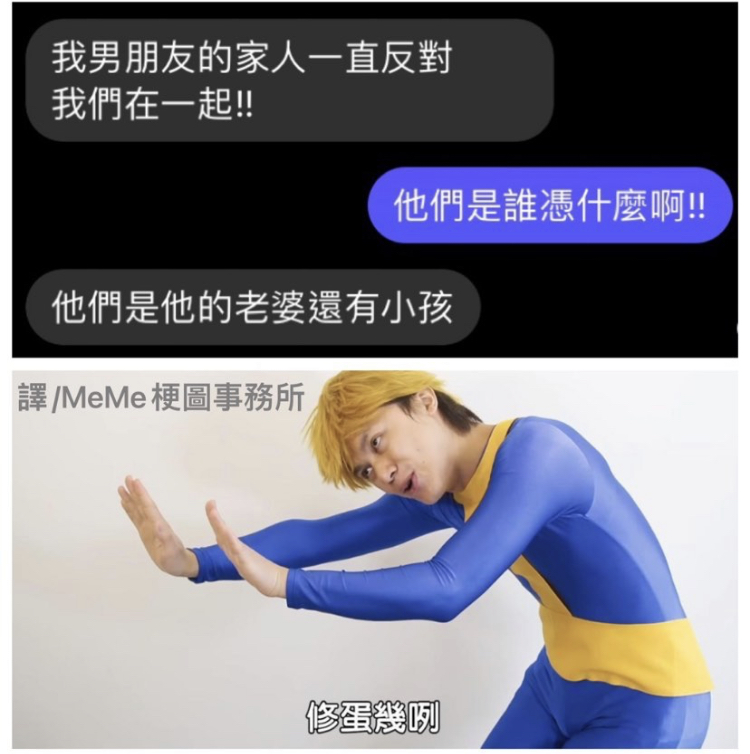 我男朋友的家人一直反對
我們在一起!!
他們是誰憑什麼啊!!
他們是他的老婆還有小孩
譯/MeMe梗圖事務所
修蛋幾咧